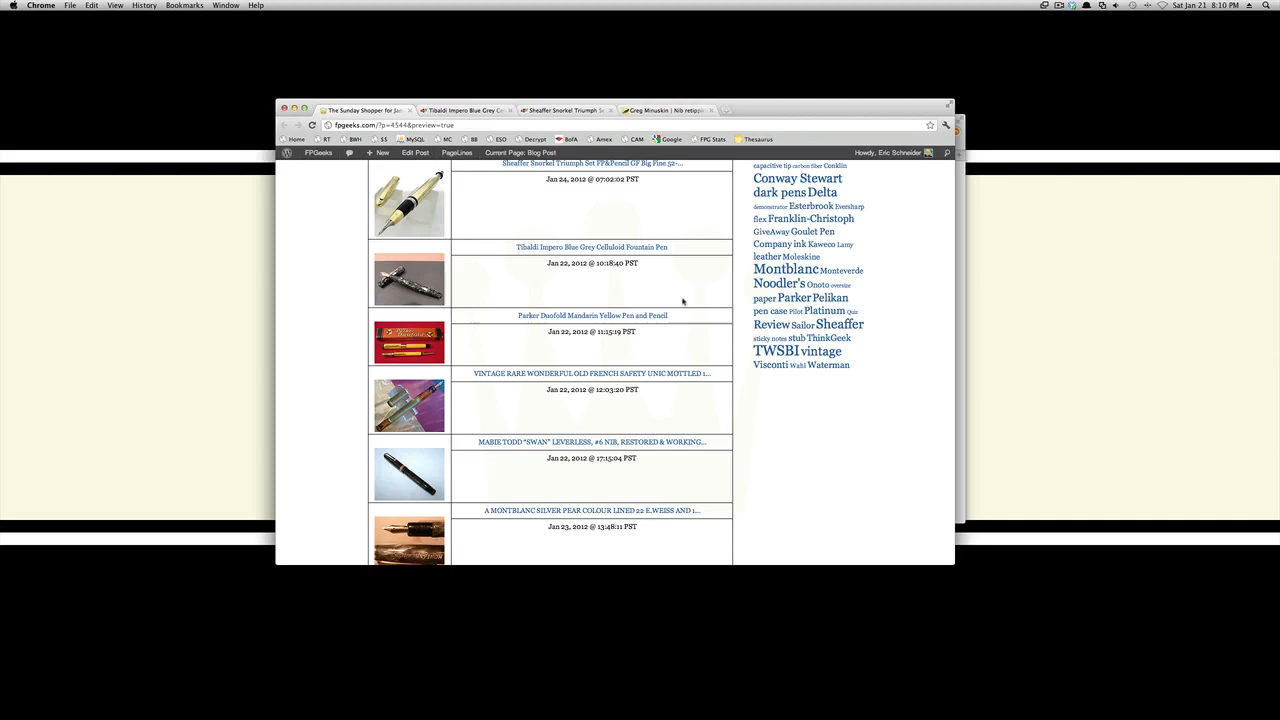 Chrome File Edit View History Bookmarks Window Help
Sat Jan 21 8:10 PM
The Sunday Shopper for Jan
Tibaldi Impero Blue Grey Ce
Sheaffer Snorkel Triumph S
Greg Minuskin | Nib retippi
fpgeeks.com/?p=4544&preview=true
Home RT BWH $$ MySQL MC BB ESO Decrypt BofA Amex CAM Google FPG Stats Thesaurus
FPGeeks + New Edit Post PageLines Current Page: Blog Post
Howdy, Eric Schneider
Sheaffer Snorkel Triumph Set FP&Pencil GF Big Fine 52-...
Jan 24, 2012 @ 07:02:02 PST
Tibaldi Impero Blue Grey Celluloid Fountain Pen
Jan 22, 2012 @ 10:18:40 PST
Parker Duofold Mandarin Yellow Pen and Pencil
Jan 22, 2012 @ 11:15:19 PST
VINTAGE RARE WONDERFUL OLD FRENCH SAFETY UNIC MOTTLED 1...
Jan 22, 2012 @ 12:03:20 PST
MABIE TODD “SWAN” LEVERLESS, #6 NIB, RESTORED & WORKING...
Jan 22, 2012 @ 17:15:04 PST
A MONTBLANC SILVER PEAR COLOUR LINED 22 E.WEISS AND 1...
Jan 23, 2012 @ 13:48:11 PST
capacitive tip carbon fiber Conklin
Conway Stewart
dark pens Delta
demonstrator Esterbrook Eversharp
flex Franklin-Christoph
GiveAway Goulet Pen
Company ink Kaweco Lamy
leather Moleskine
Montblanc Monteverde
Noodler's Onoto oversize
paper Parker Pelikan
pen case Pilot Platinum Quiz
Review Sailor Sheaffer
sticky notes stub ThinkGeek
TWSBI vintage
Visconti Wahl Waterman